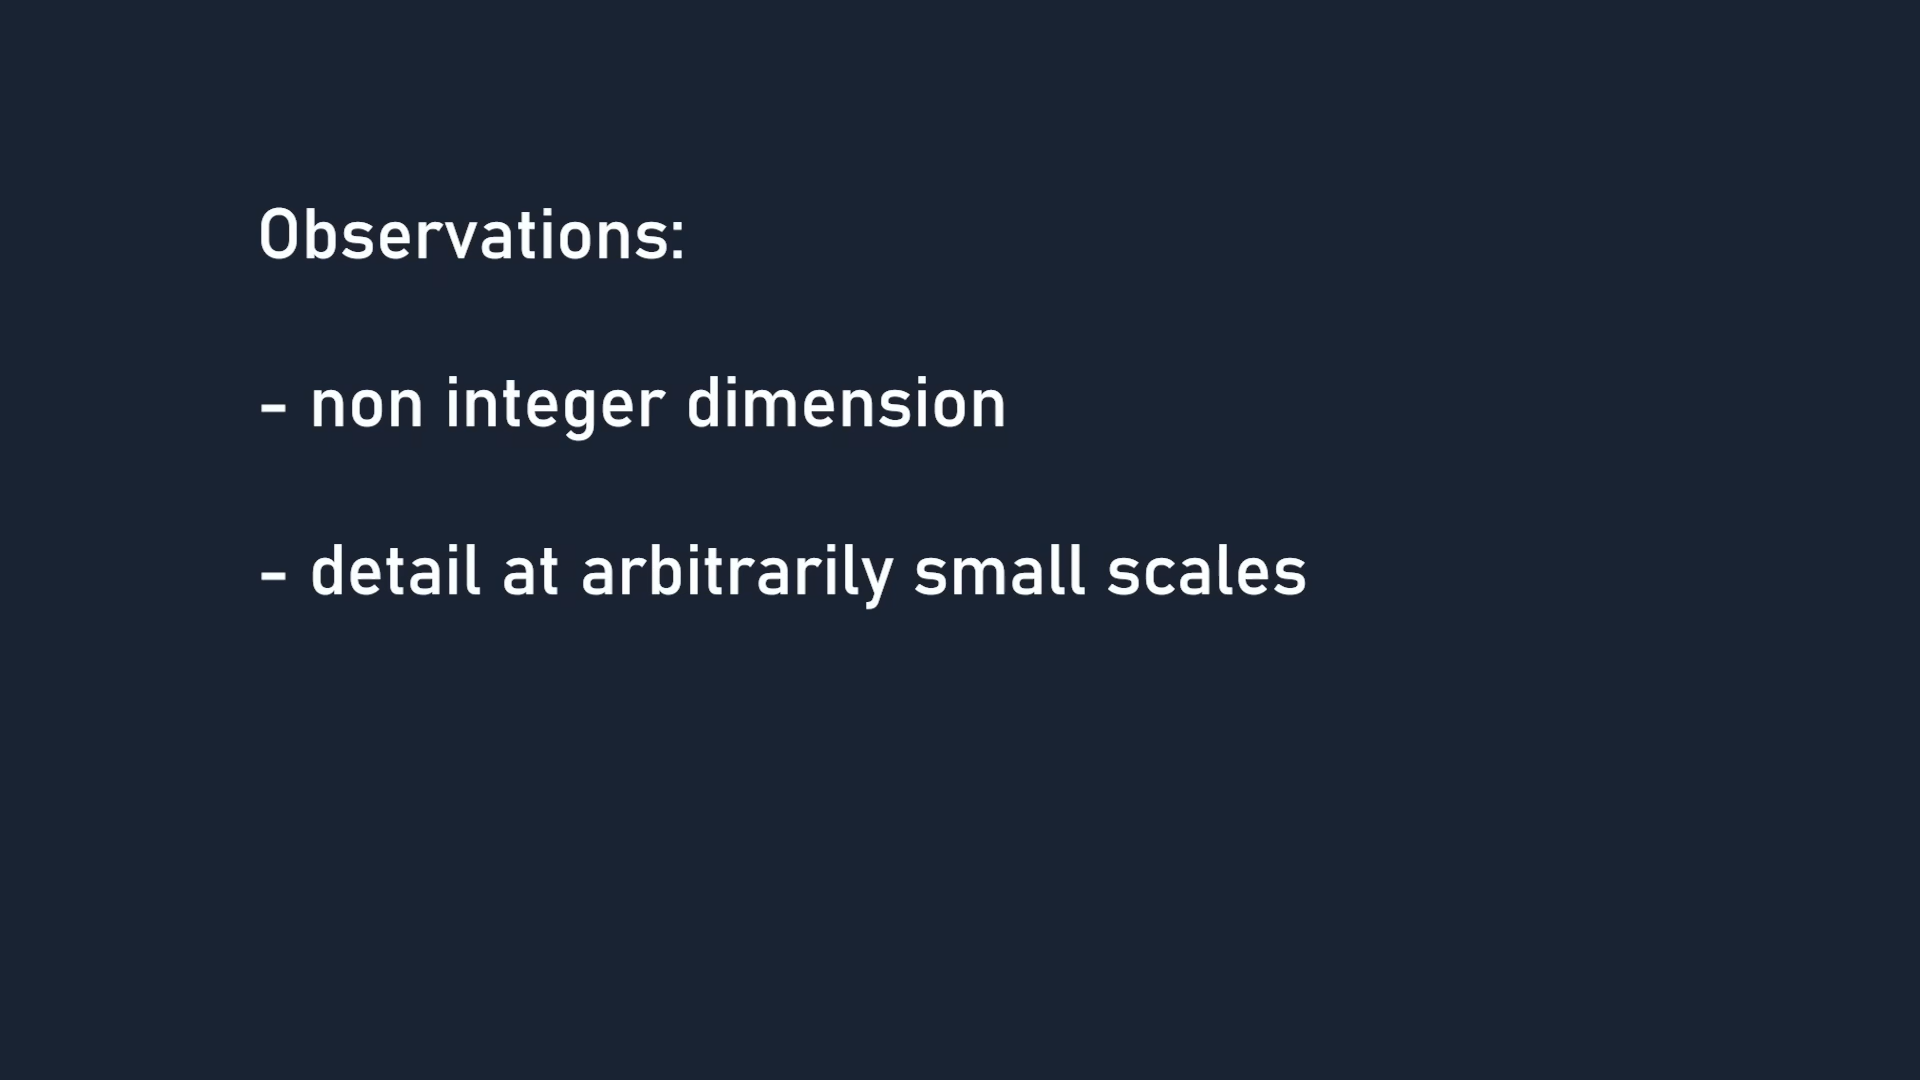 Observations:
- non integer dimension
- detail at arbitrarily small scales